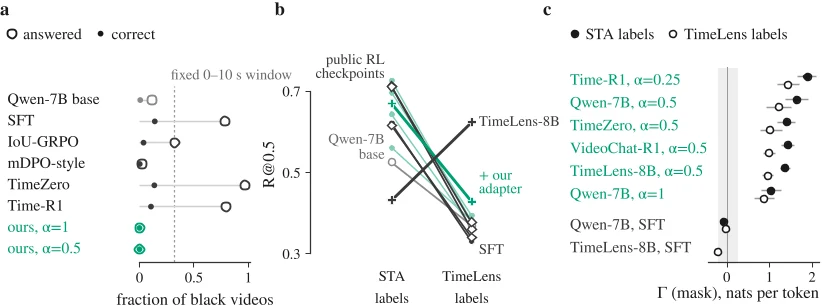 a
answered correct
fixed 0–10 s window
Qwen-7B base
SFT
IoU-GRPO
mDPO-style
TimeZero
Time-R1
ours, α=1
ours, α=0.5
0 0.5 1
fraction of black videos
b
public RL
checkpoints
0.7
TimeLens-8B
Qwen-7B
base
R@0.5
0.5
+ our
adapter
0.3
SFT
STA
labels
TimeLens
labels
c
STA labels TimeLens labels
Time-R1, α=0.25
Qwen-7B, α=0.5
TimeZero, α=0.5
VideoChat-R1, α=0.5
TimeLens-8B, α=0.5
Qwen-7B, α=1
Qwen-7B, SFT
TimeLens-8B, SFT
0 1 2
Γ (mask), nats per token